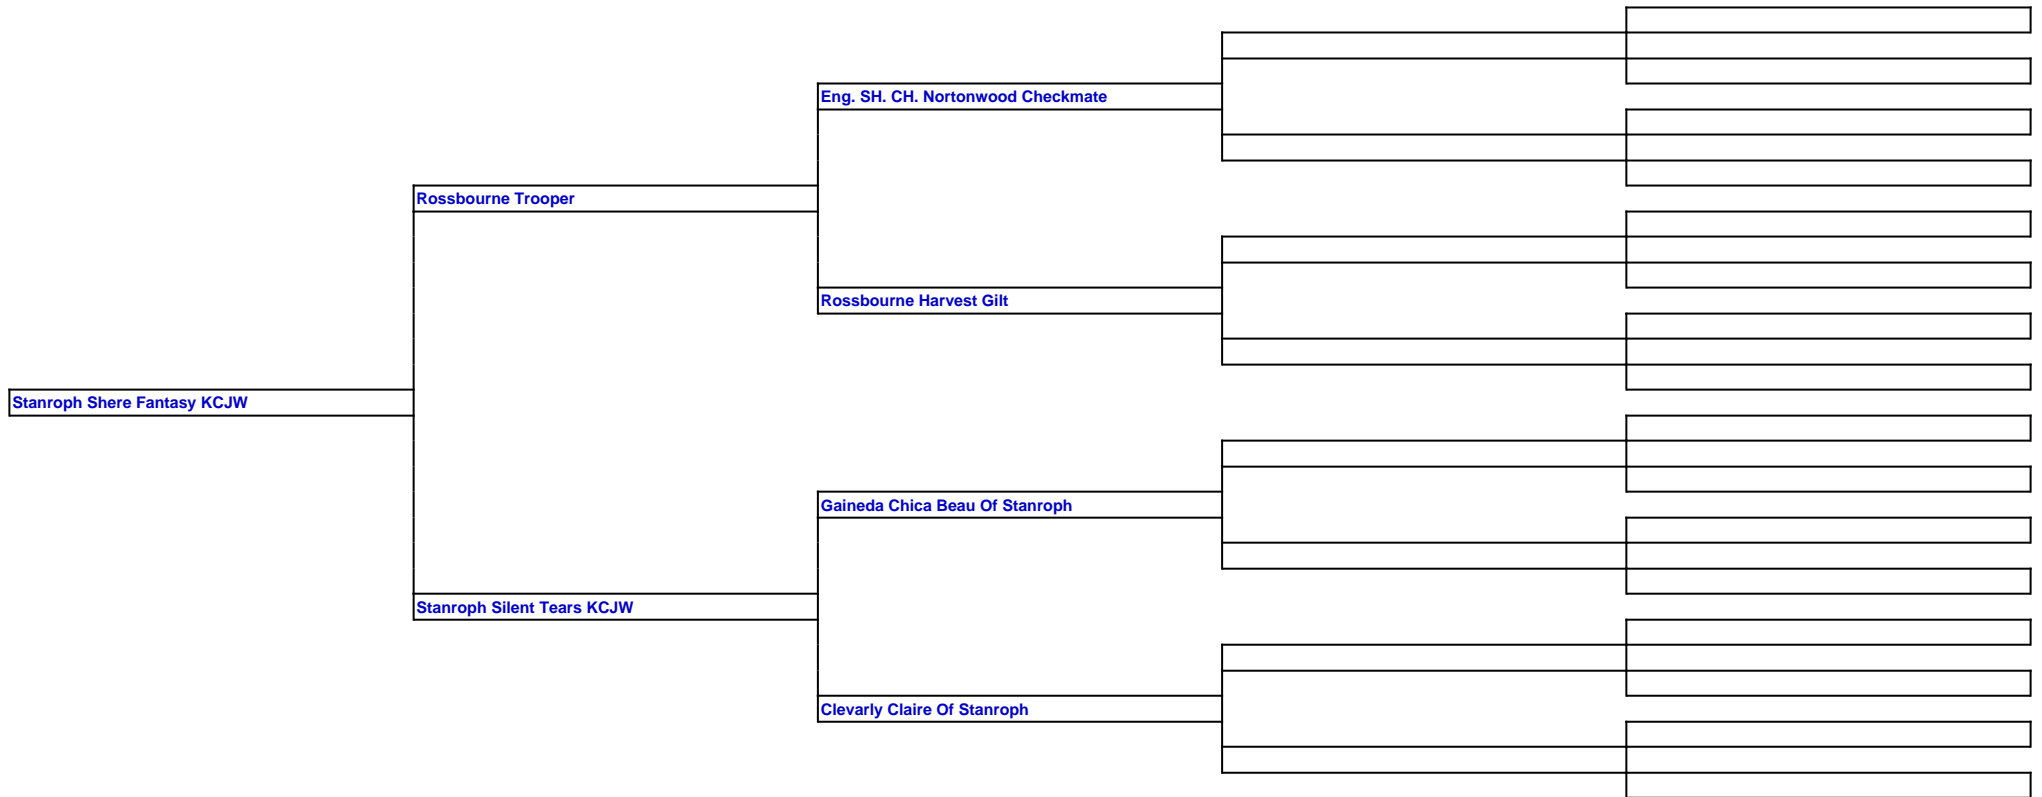 Eng. SH. CH. Nortonwood Checkmate
Rossbourne Trooper
Rossbourne Harvest Gilt
Stanroph Shere Fantasy KCJW
Gaineda Chica Beau Of Stanroph
Stanroph Silent Tears KCJW
Clevarly Claire Of Stanroph